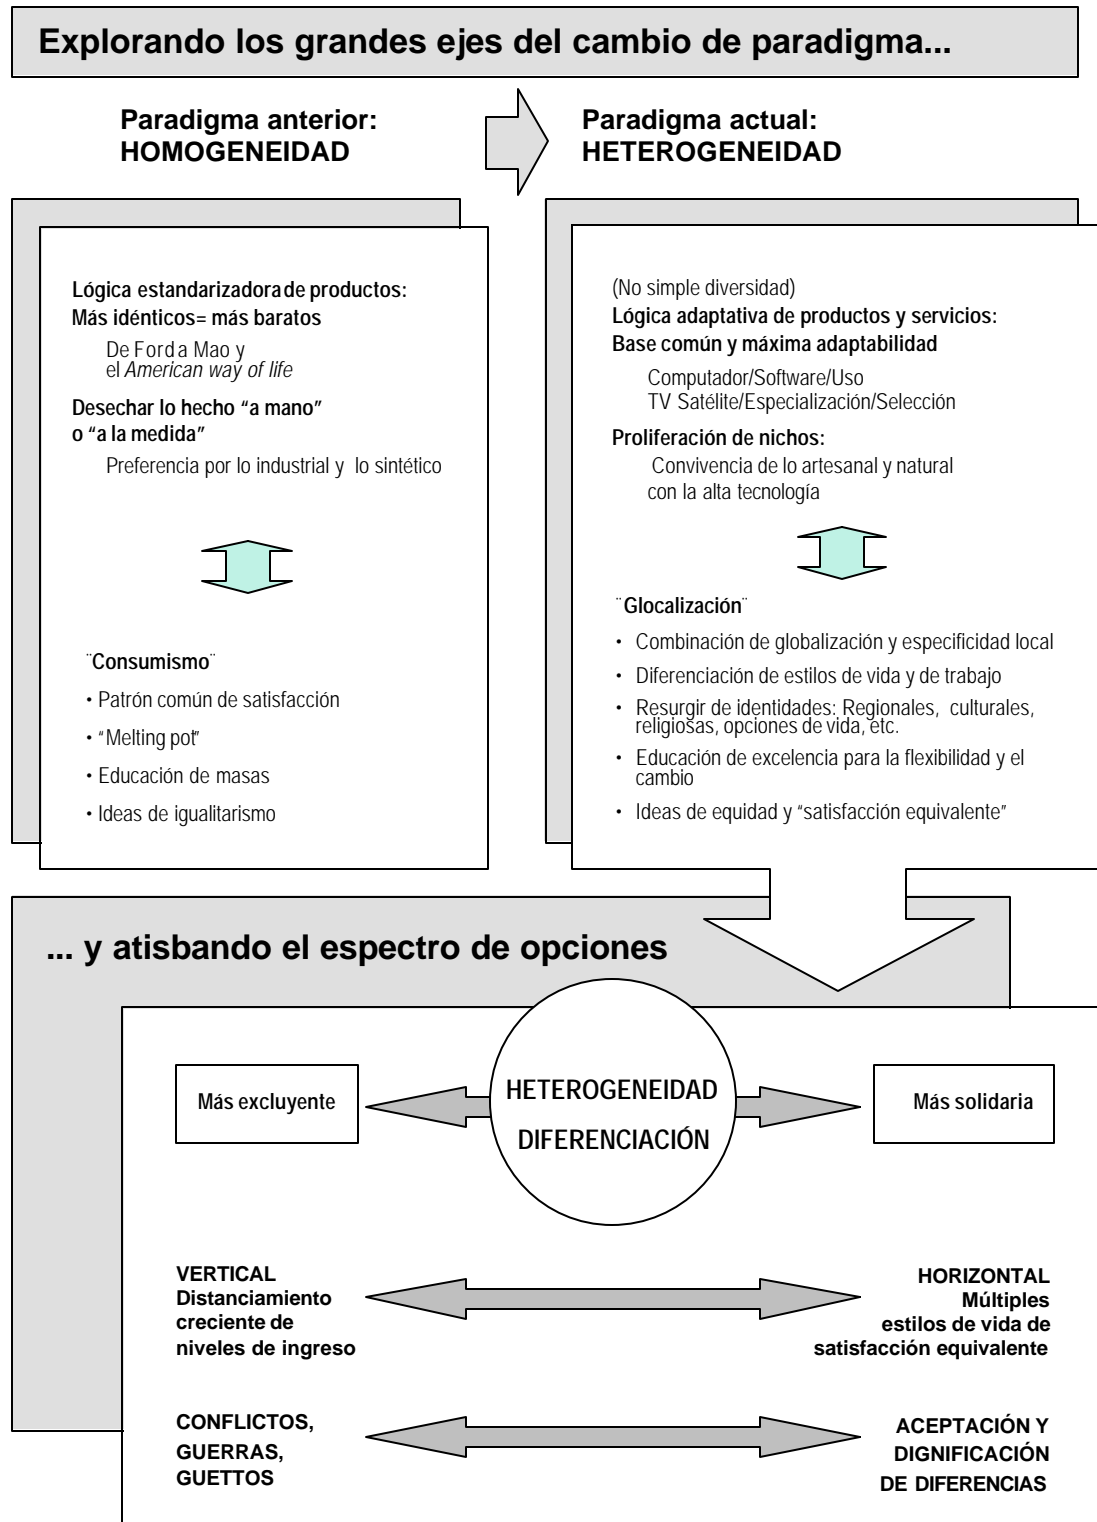 Explorando los grandes ejes del cambio de paradigma...
Paradigma anterior:
HOMOGENEIDAD
Paradigma actual:
HETEROGENEIDAD
Lógica estandarizadora de productos:
Más idénticos= más baratos
De Ford a Mao y
el American way of life
Desechar lo hecho “a mano”
o “a la medida”
Preferencia por lo industrial y lo sintético
¨Consumismo¨
• Patrón común de satisfacción
• “Melting pot”
• Educación de masas
• Ideas de igualitarismo
(No simple diversidad)
Lógica adaptativa de productos y servicios:
Base común y máxima adaptabilidad
Computador/Software/Uso
TV Satélite/Especialización/Selección
Proliferación de nichos:
Convivencia de lo artesanal y natural
con la alta tecnología
¨Glocalización¨
• Combinación de globalización y especificidad local
• Diferenciación de estilos de vida y de trabajo
• Resurgir de identidades: Regionales, culturales,
religiosas, opciones de vida, etc.
• Educación de excelencia para la flexibilidad y el
cambio
• Ideas de equidad y “satisfacción equivalente”
... y atisbando el espectro de opciones
Más excluyente
HETEROGENEIDAD
DIFERENCIACIÓN
Más solidaria
VERTICAL
Distanciamiento
creciente de
niveles de ingreso
HORIZONTAL
Múltiples
estilos de vida de
satisfacción equivalente
CONFLICTOS,
GUERRAS,
GUETTOS
ACEPTACIÓN Y
DIGNIFICACIÓN
DE DIFERENCIAS